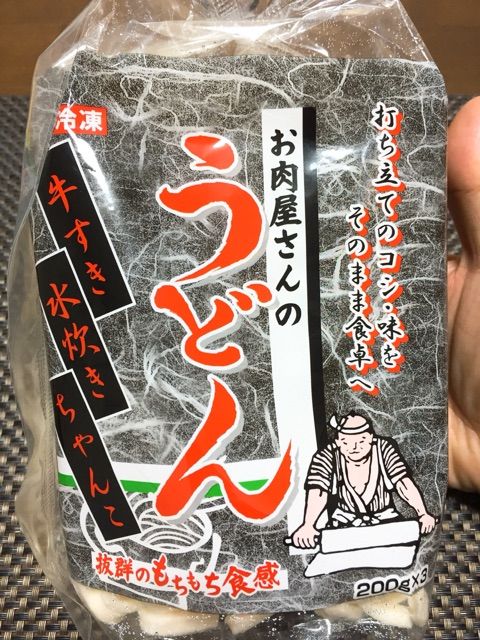 打ち立てのコシ・味を
そのまま食卓へ
お肉屋さんの
うどん
冷凍
牛すき
水炊き
ちゃんこ
抜群のもちもち食感
200g×3